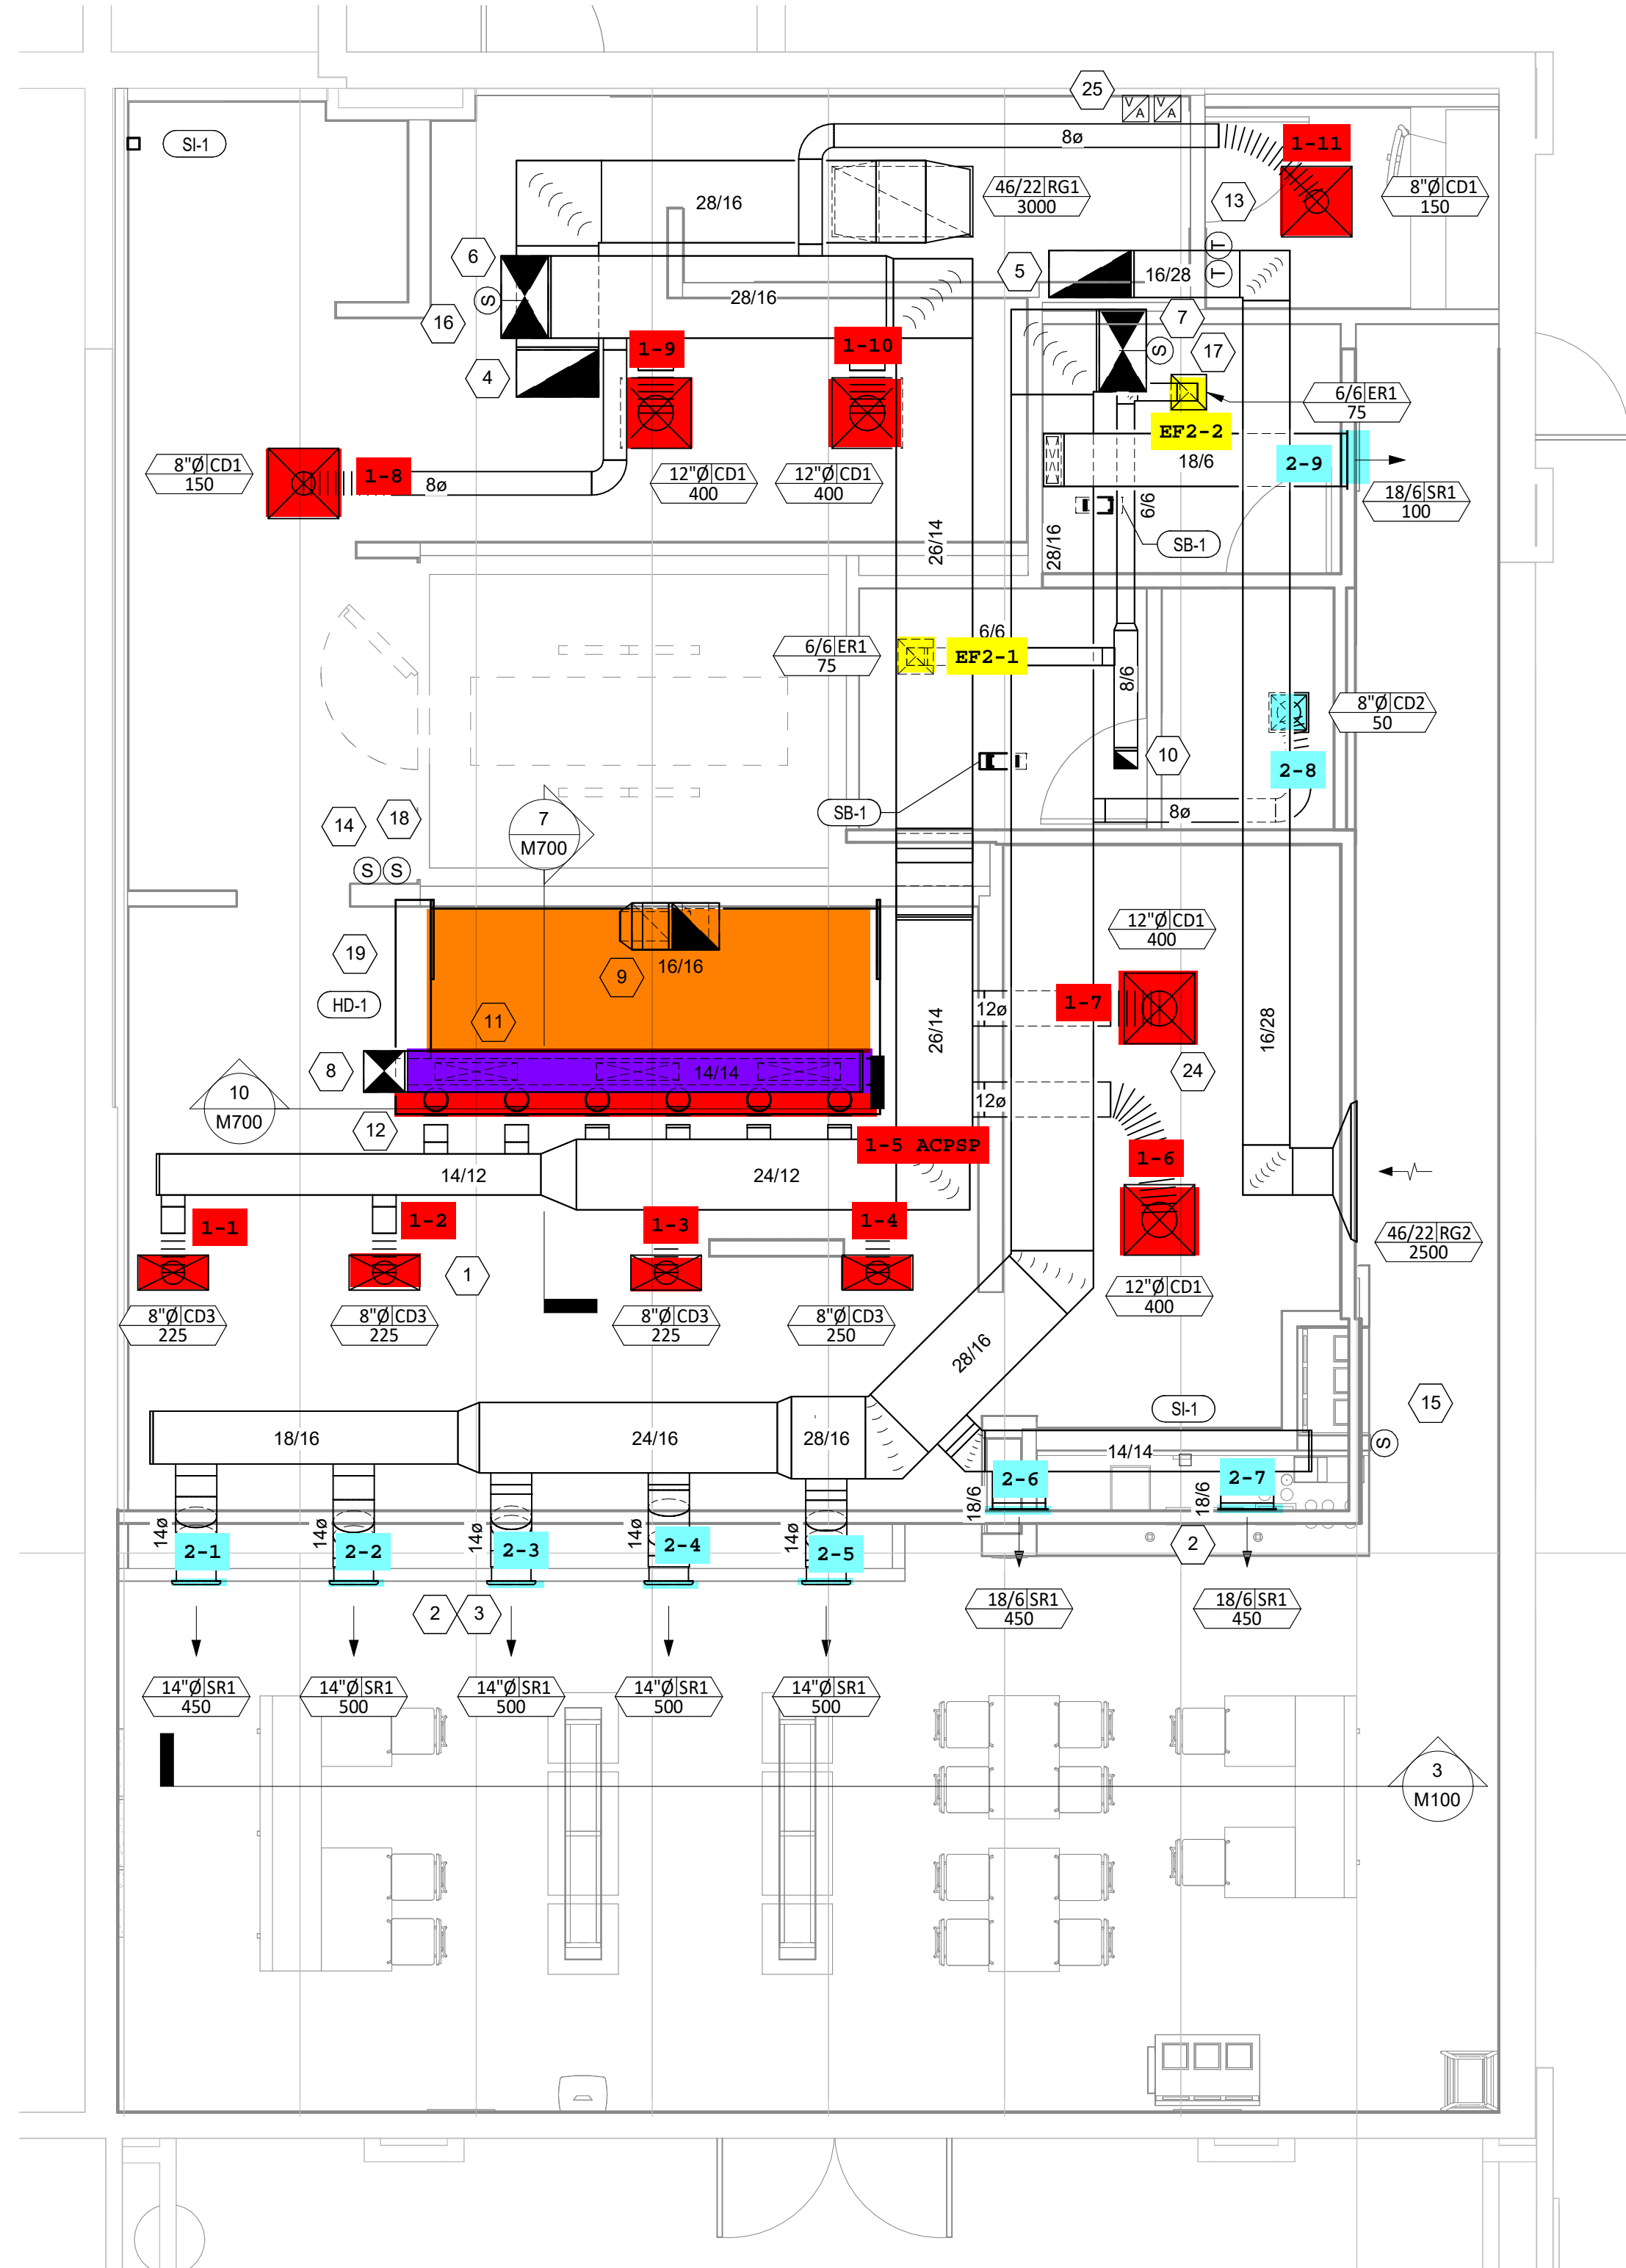 25
V
A
V
A
SI-1
8ø
1-11
28/16
46/22 RG1
3000
13
8"Ø CD1
150
6
5
16/28
T
T
S
28/16
16
7
S
17
1-9
1-10
4
6/6 ER1
75
EF2-2
18/6
2-9
8"Ø CD1
150
1-8
8ø
12"Ø CD1
400
12"Ø CD1
400
18/6 SR1
100
6/6
26/14
28/16
SB-1
6/6
6/6 ER1
75
EF2-1
8/6
8"Ø CD2
50
10
2-8
SB-1
8ø
14
18
7
M700
S
S
12"Ø CD1
400
19
9
16/16
HD-1
11
1-7
12ø
26/14
16/28
8
14/14
24
10
M700
12ø
12
1-5 ACPSP
1-6
14/12
24/12
1-1
1-2
1-3
1-4
46/22 RG2
2500
1
12"Ø CD1
400
8"Ø CD3
225
8"Ø CD3
225
8"Ø CD3
225
8"Ø CD3
250
28/16
15
SI-1
18/16
24/16
28/16
14/14
S
2-6
2-7
18/6
18/6
14ø
14ø
14ø
14ø
14ø
2-1
2-2
2-3
2-4
2-5
2
2
3
18/6 SR1
450
18/6 SR1
450
14"Ø SR1
450
14"Ø SR1
500
14"Ø SR1
500
14"Ø SR1
500
14"Ø SR1
500
3
M100